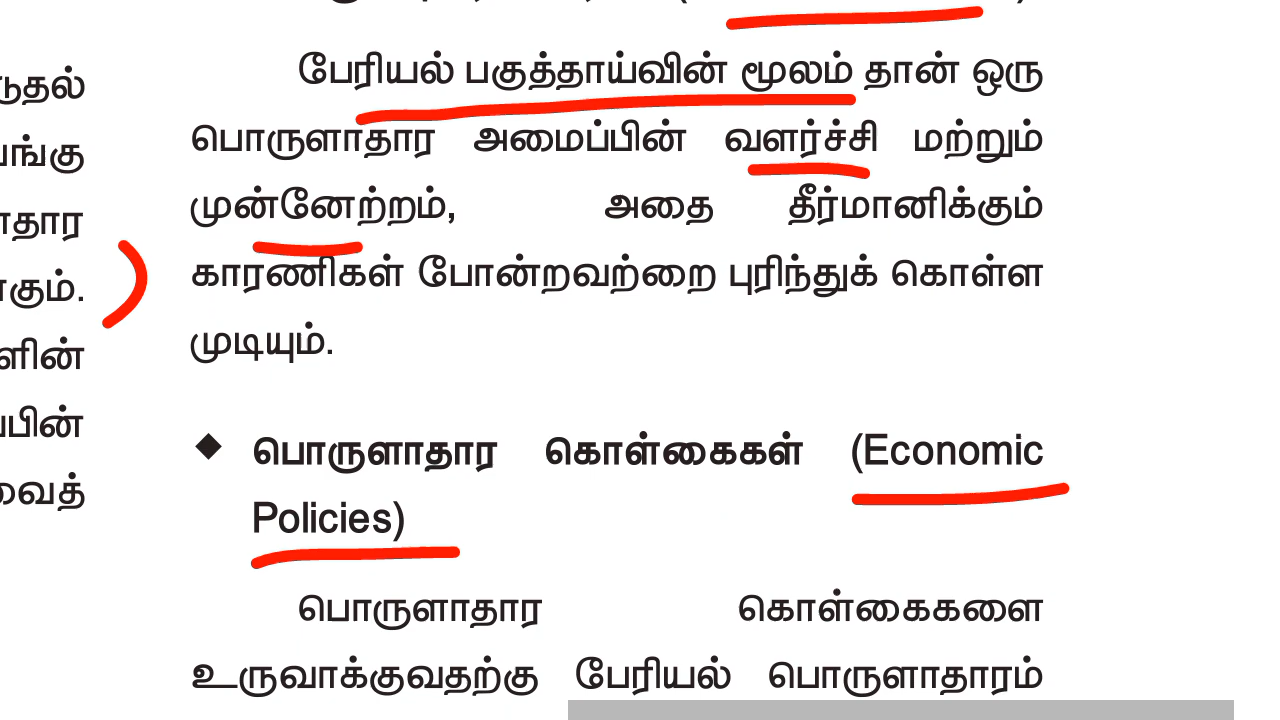 டுதல்
ங்கு
தார
கும்.
ளின்
பின்
வைத்
பேரியல் பகுத்தாய்வின் மூலம் தான் ஒரு
பொருளாதார அமைப்பின் வளர்ச்சி மற்றும்
முன்னேற்றம், அதை தீர்மானிக்கும்
காரணிகள் போன்றவற்றை புரிந்துக் கொள்ள
முடியும்.
◆ பொருளாதார கொள்கைகள் (Economic
Policies)
பொருளாதார கொள்கைகளை
உருவாக்குவதற்கு பேரியல் பொருளாதாரம்